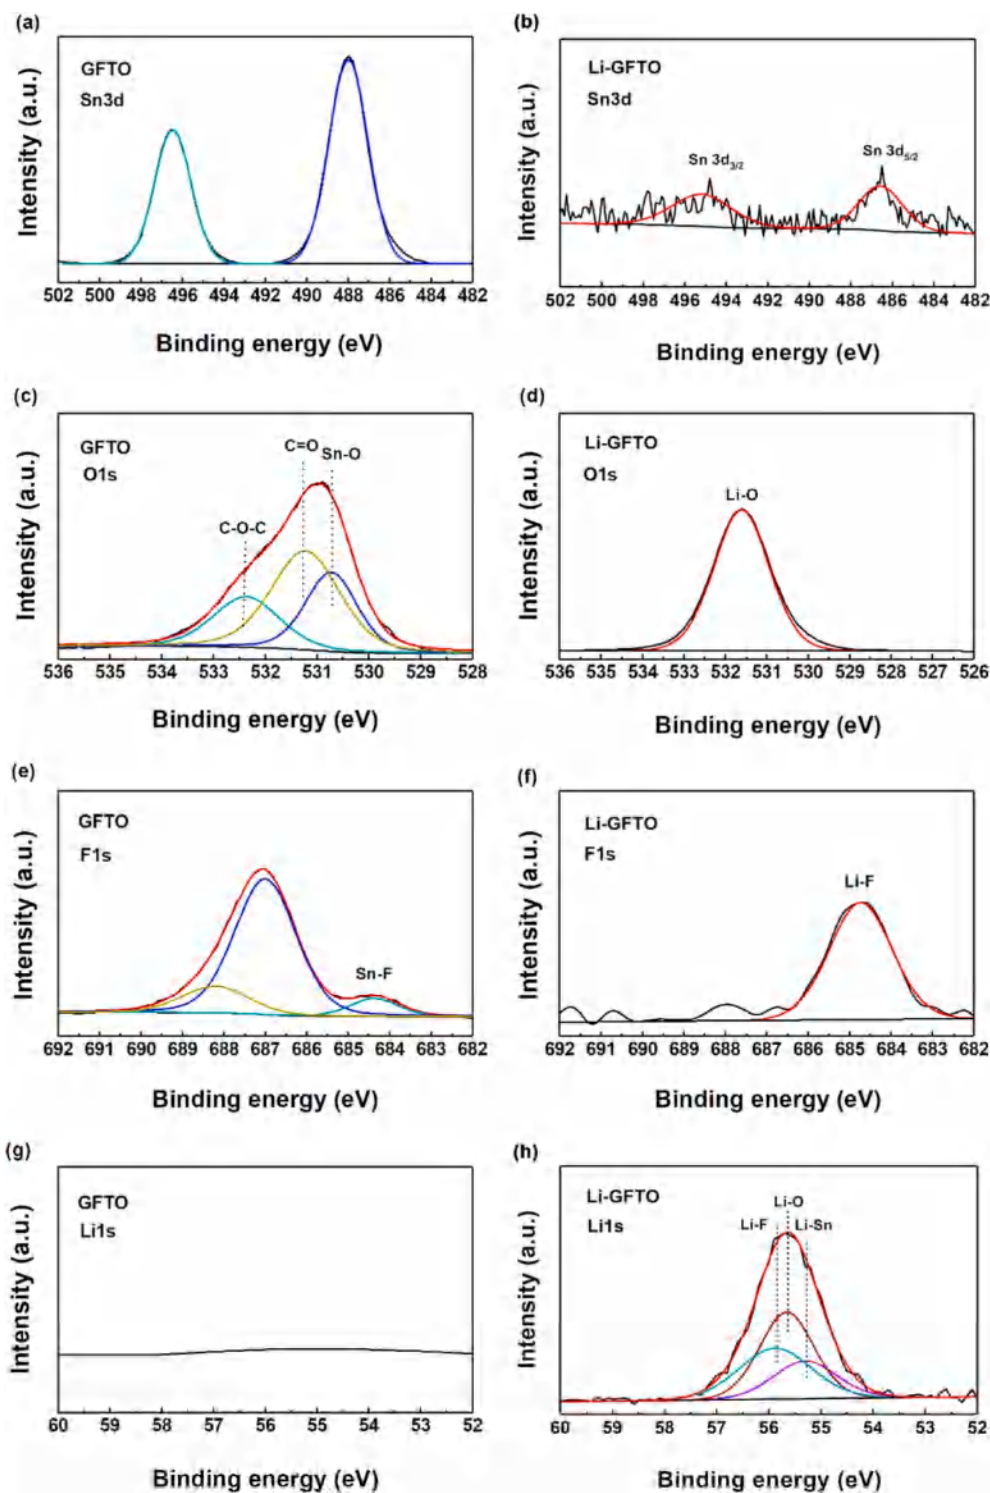 (a)
GFTO
Sn3d
Intensity (a.u.)
502 500 498 496 494 492 490 488 486 484 482
Binding energy (eV)
(b)
Li-GFTO
Sn3d
Sn 3d3/2
Sn 3d5/2
Intensity (a.u.)
502 500 498 496 494 492 490 488 486 484 482
Binding energy (eV)
(c)
GFTO
O1s
C=O
Sn-O
C-O-C
Intensity (a.u.)
536 535 534 533 532 531 530 529 528
Binding energy (eV)
(d)
Li-GFTO
O1s
Li-O
Intensity (a.u.)
536 535 534 533 532 531 530 529 528 527 526
Binding energy (eV)
(e)
GFTO
F1s
Sn-F
Intensity (a.u.)
692 691 690 689 688 687 686 685 684 683 682
Binding energy (eV)
(f)
Li-GFTO
F1s
Li-F
Intensity (a.u.)
692 691 690 689 688 687 686 685 684 683 682
Binding energy (eV)
(g)
GFTO
Li1s
Intensity (a.u.)
60 59 58 57 56 55 54 53 52
Binding energy (eV)
(h)
Li-GFTO
Li1s
Li-O
Li-F
Li-Sn
Intensity (a.u.)
60 59 58 57 56 55 54 53 52
Binding energy (eV)